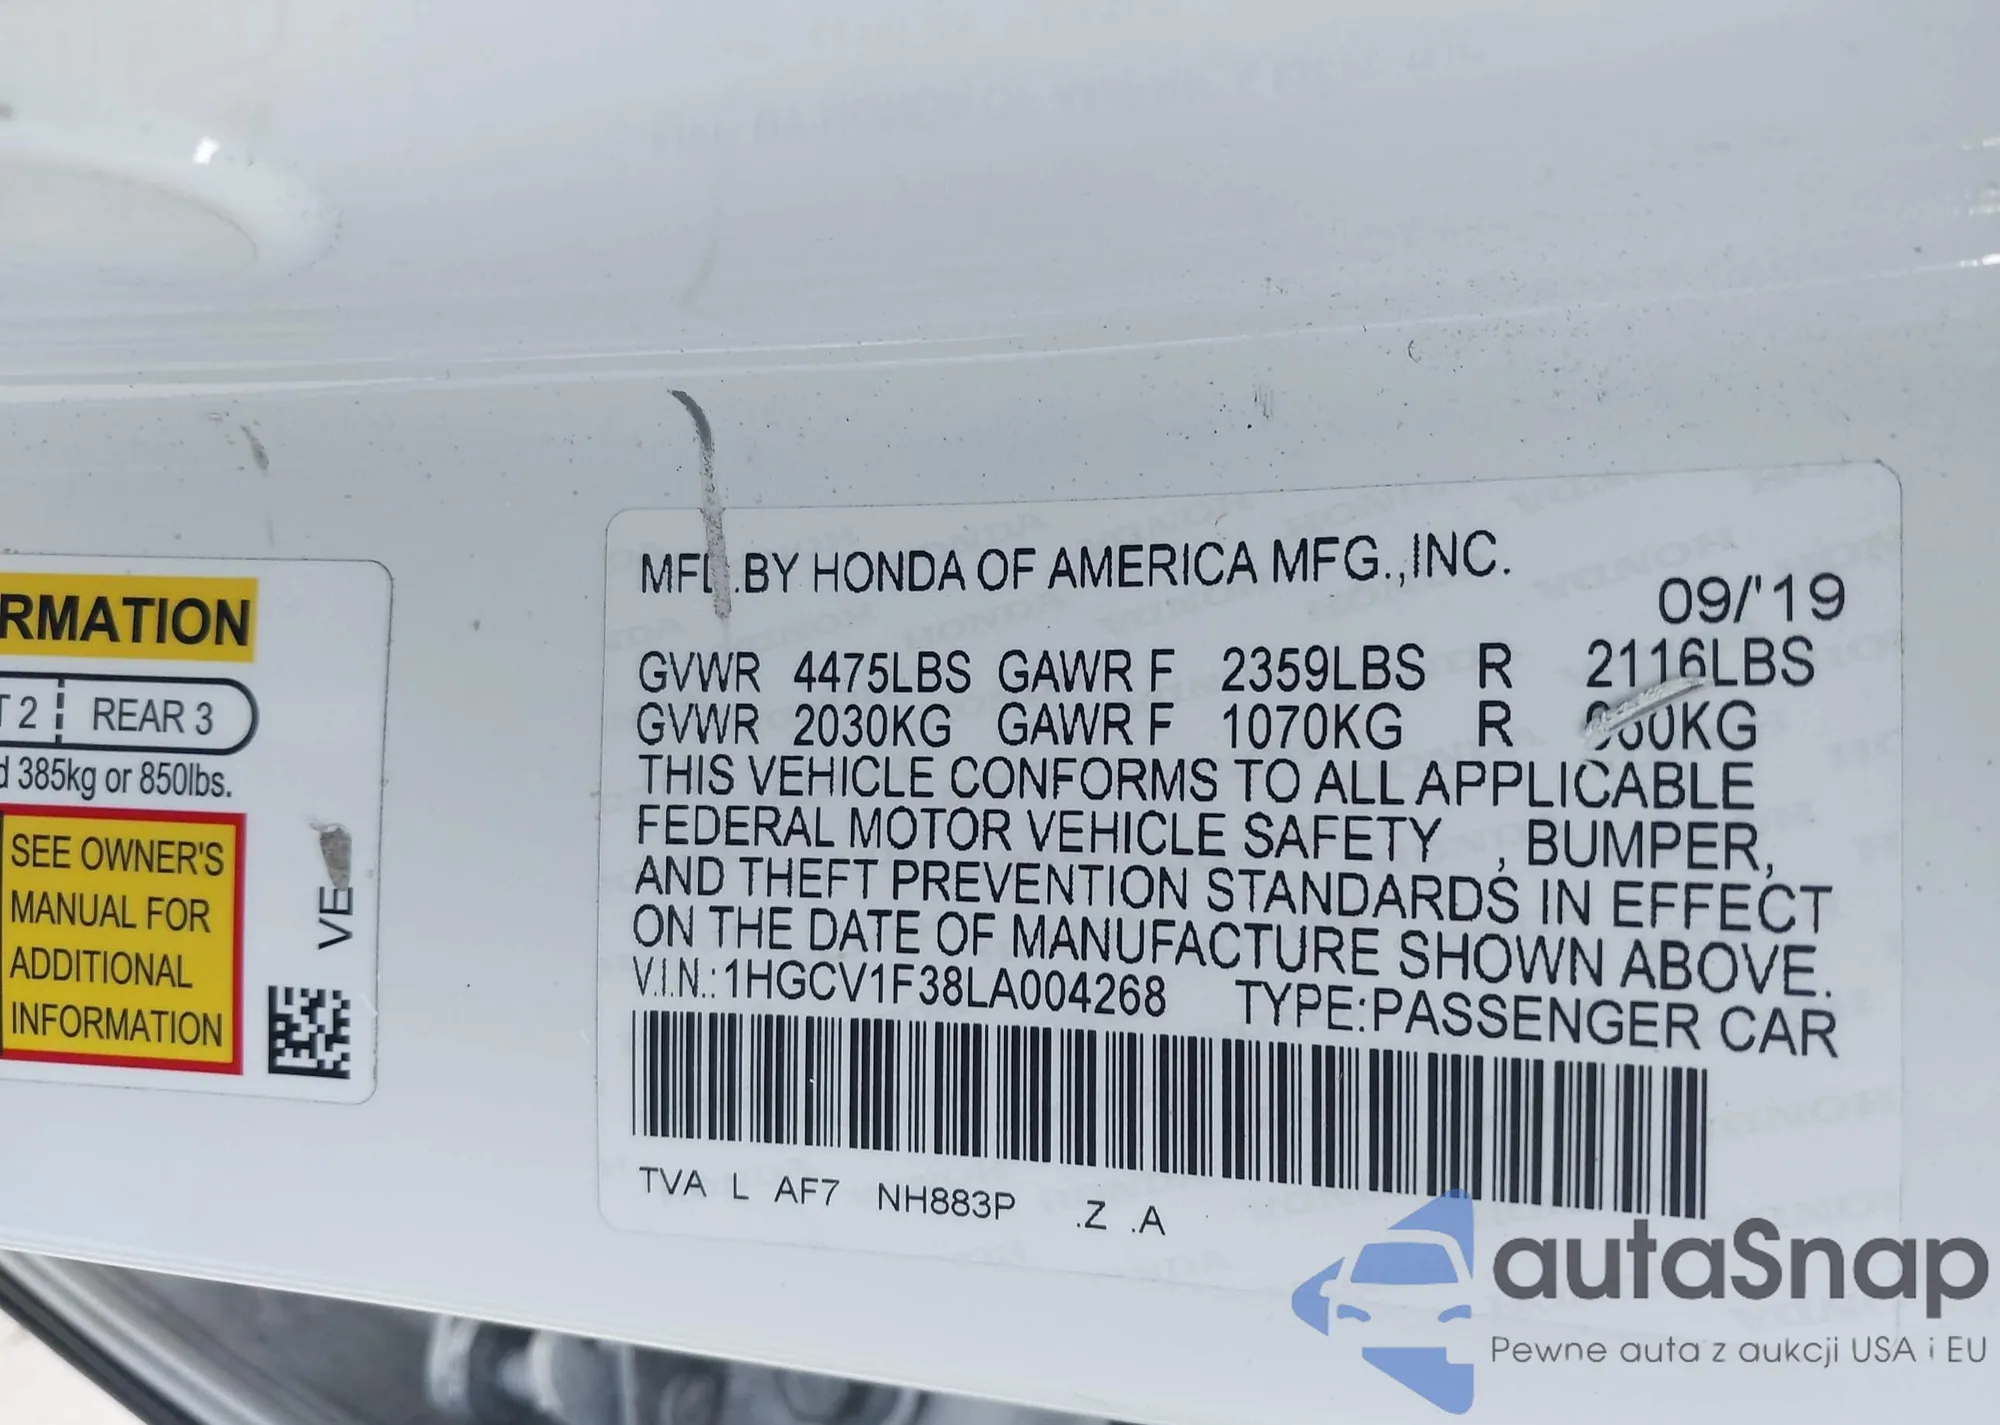 RMATION
T 2 REAR 3
d 385kg or 850lbs.
SEE OWNER'S
MANUAL FOR
ADDITIONAL
INFORMATION
VE
MFD.BY HONDA OF AMERICA MFG.,INC.
09/'19
GVWR 4475LBS GAWR F 2359LBS R 2116LBS
GVWR 2030KG GAWR F 1070KG R
THIS VEHICLE CONFORMS TO ALL APPLICABLE
FEDERAL MOTOR VEHICLE SAFETY , BUMPER,
AND THEFT PREVENTION STANDARDS IN EFFECT
ON THE DATE OF MANUFACTURE SHOWN ABOVE.
V.I.N.:1HGCV1F38LA004268 TYPE:PASSENGER CAR
TVA L AF7 NH883P .Z .A
autaSnap
Pewne auta z aukcji USA i EU